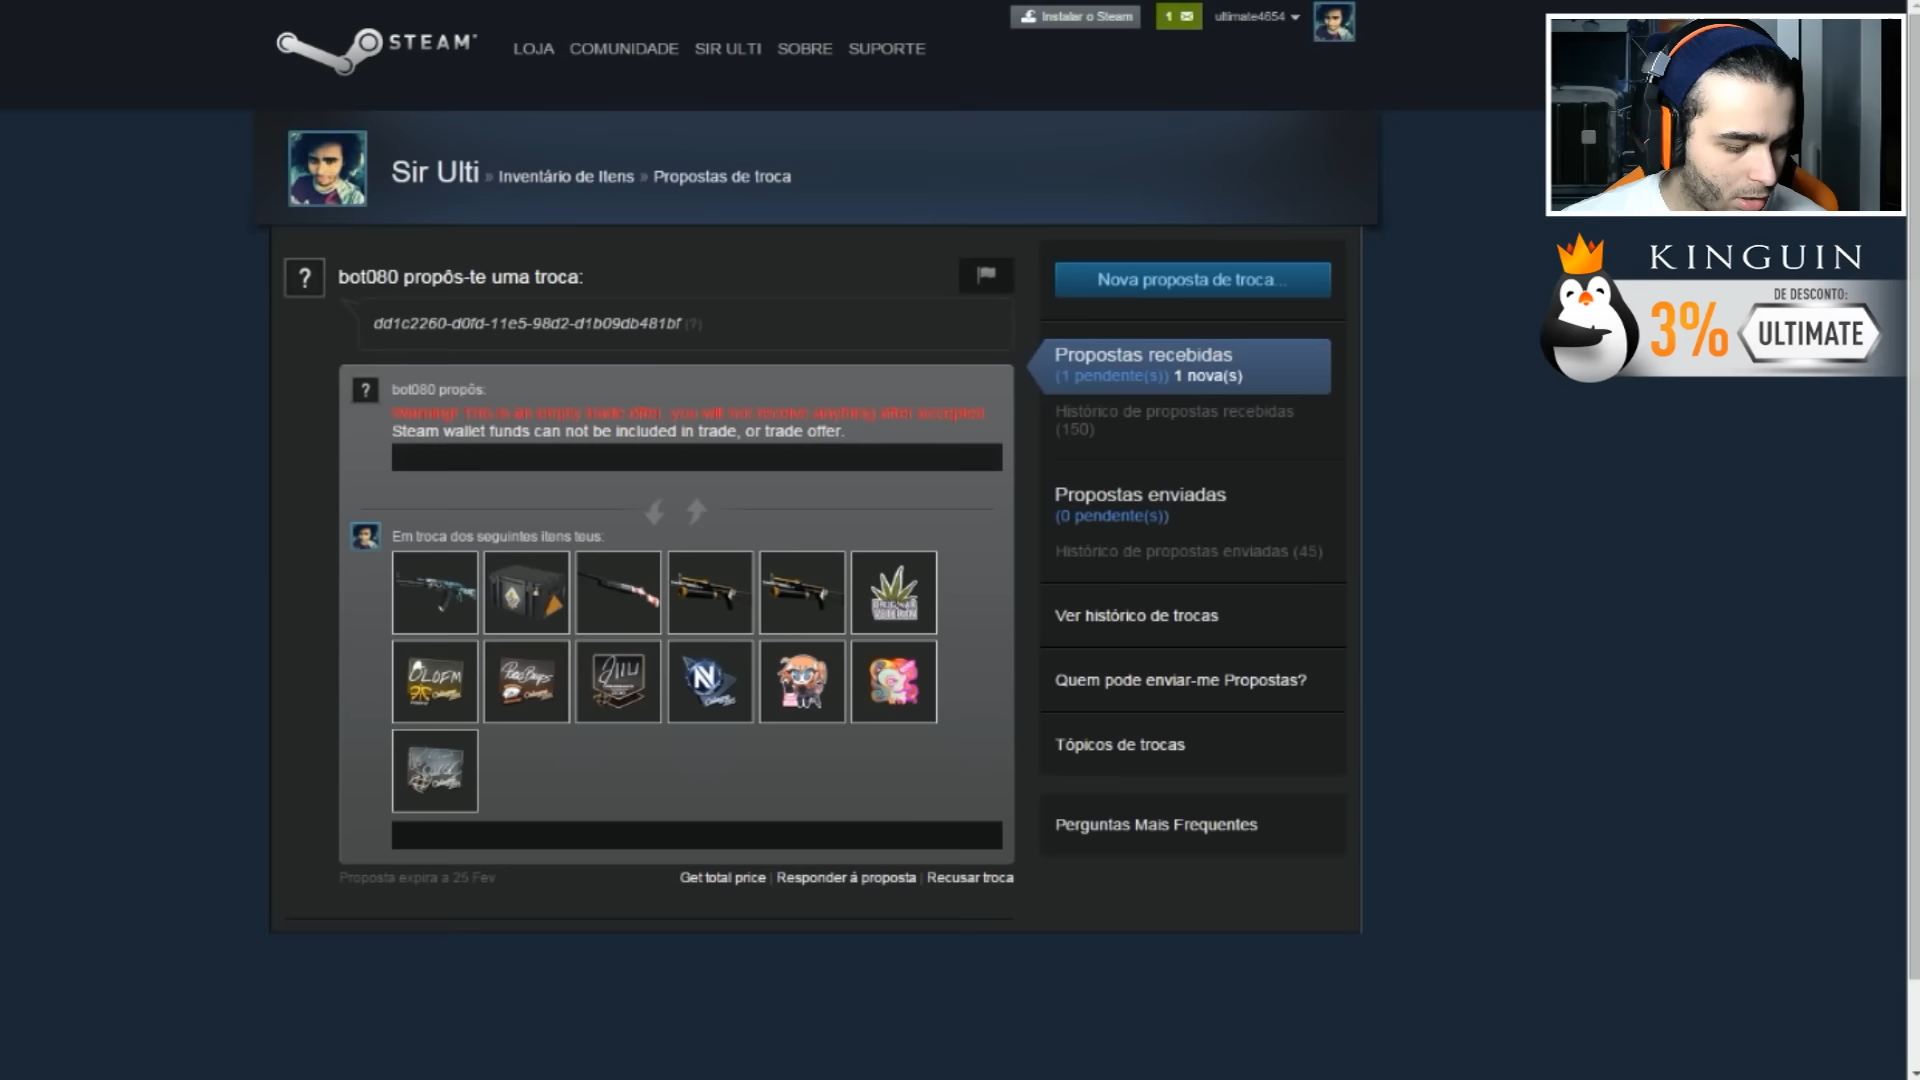 Instalar o Steam
1
ultimate4654
STEAM
LOJA COMUNIDADE SIR ULTI SOBRE SUPORTE
Sir Ulti » Inventário de Itens » Propostas de troca
bot080 propôs-te uma troca:
dd1c2260-d0fd-11e5-98d2-d1b09db481bf (?)
bot080 propôs:
Warning! This is an empty trade offer, you will not receive anything after accepted.
Steam wallet funds can not be included in trade, or trade offer.
Em troca dos seguintes itens teus:
OLOFM
N
Proposta expira a 25 Fev
Get total price | Responder à proposta | Recusar troca
Nova proposta de troca...
Propostas recebidas
(1 pendente(s)) 1 nova(s)
Histórico de propostas recebidas
(150)
Propostas enviadas
(0 pendente(s))
Histórico de propostas enviadas (45)
Ver histórico de trocas
Quem pode enviar-me Propostas?
Tópicos de trocas
Perguntas Mais Frequentes
KINGUIN
3%
DE DESCONTO:
ULTIMATE